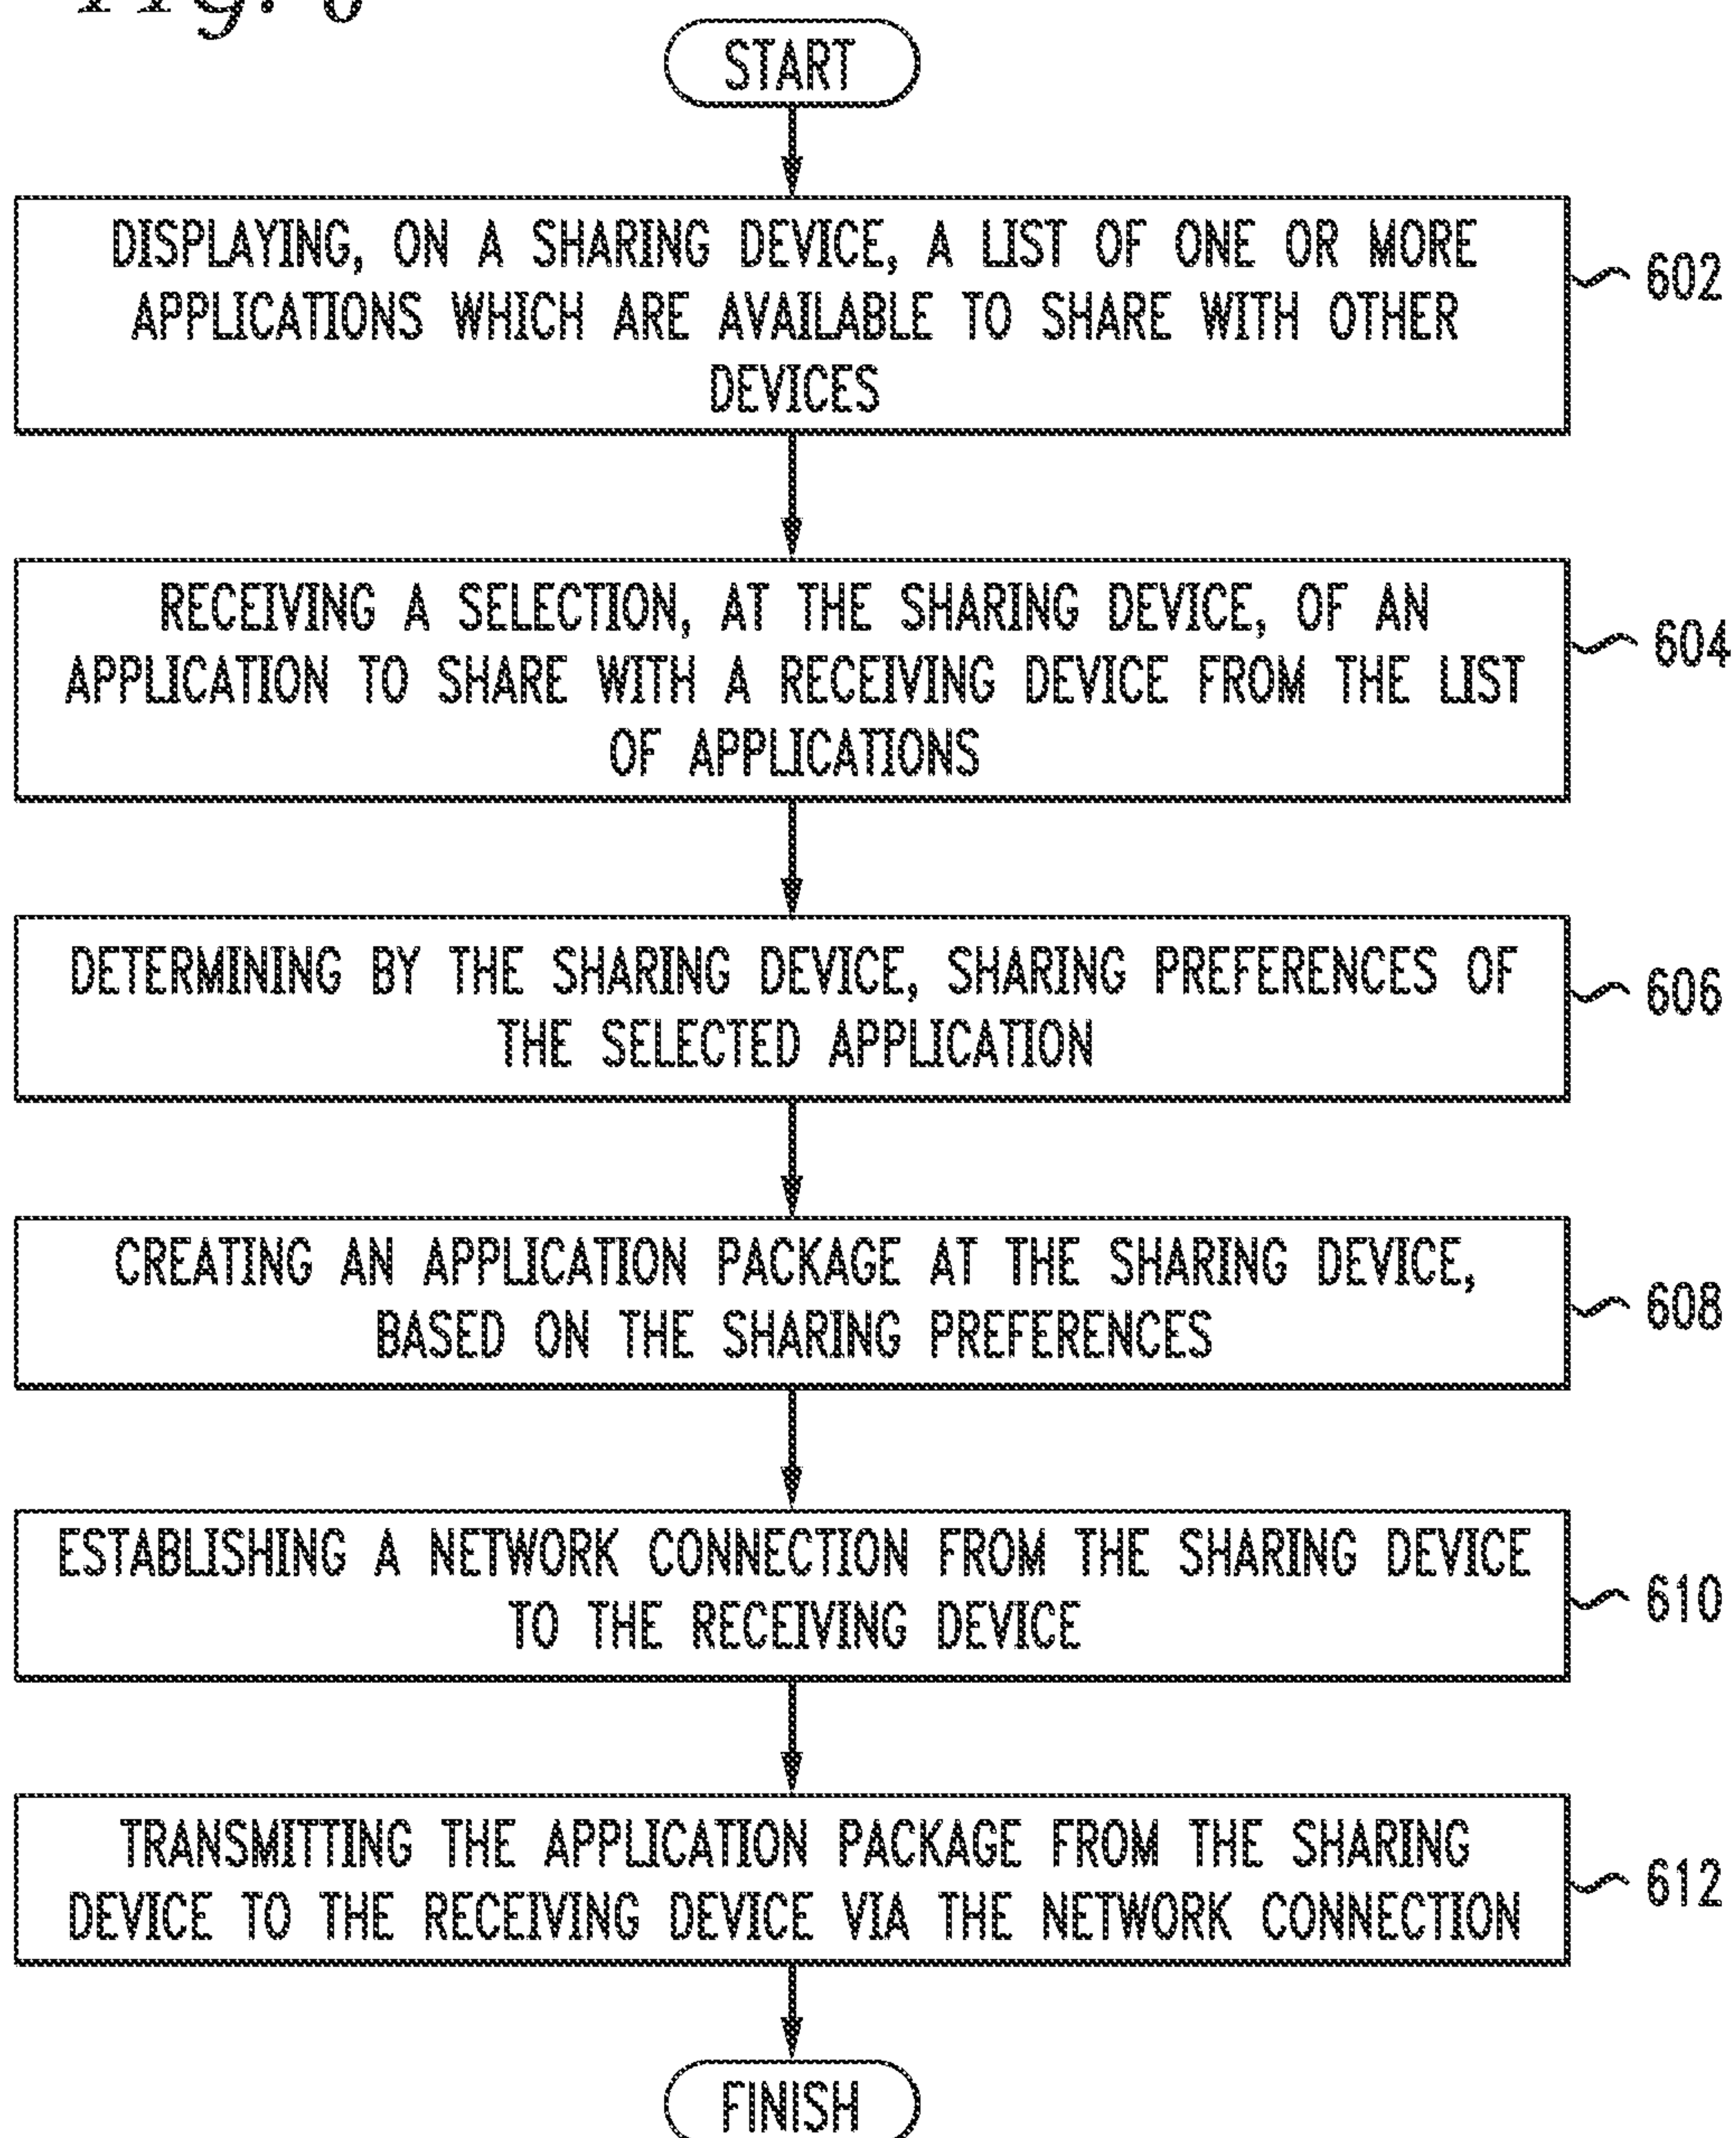 Fig. 6
START
DISPLAYING, ON A SHARING DEVICE, A LIST OF ONE OR MORE
APPLICATIONS WHICH ARE AVAILABLE TO SHARE WITH OTHER
DEVICES
602
RECEIVING A SELECTION, AT THE SHARING DEVICE, OF AN
APPLICATION TO SHARE WITH A RECEIVING DEVICE FROM THE LIST
OF APPLICATIONS
604
DETERMINING BY THE SHARING DEVICE, SHARING PREFERENCES OF
THE SELECTED APPLICATION
606
CREATING AN APPLICATION PACKAGE AT THE SHARING DEVICE,
BASED ON THE SHARING PREFERENCES
608
ESTABLISHING A NETWORK CONNECTION FROM THE SHARING DEVICE
TO THE RECEIVING DEVICE
610
TRANSMITTING THE APPLICATION PACKAGE FROM THE SHARING
DEVICE TO THE RECEIVING DEVICE VIA THE NETWORK CONNECTION
612
FINISH